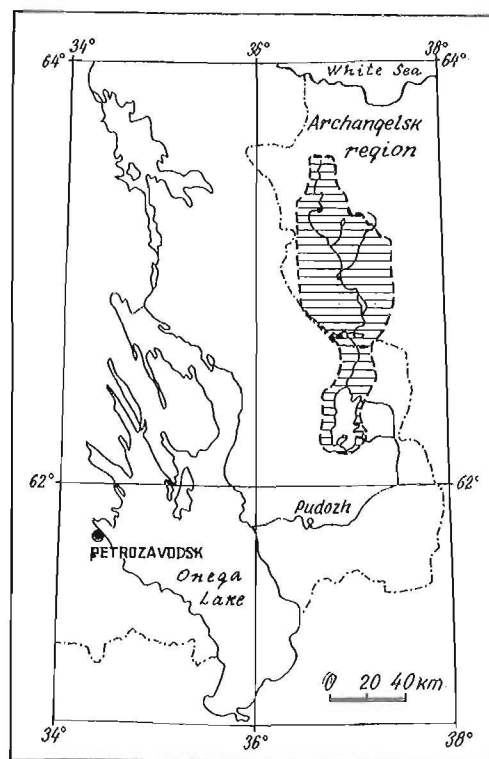 34° 36° 38°
64° 64°
White Sea
Archangelsk
region
62° 62°
Pudozh
PETROZAVODSK
Onega
Lake
0 20 40 km
34° 36° 38°